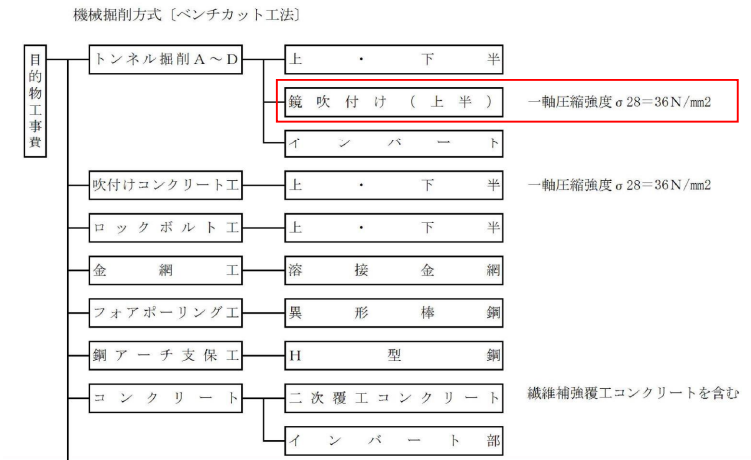 機械掘削方式〔ベンチカット工法〕
目的物工事費
トンネル掘削A～D
上・下半
鏡吹付け(上半)
一軸圧縮強度σ28＝36N/㎜2
インバート
吹付けコンクリート工
上・下半
一軸圧縮強度σ28＝36N/㎜2
ロックボルト工
上・下半
金網工
溶接金網
フォアポーリング工
異形棒鋼
鋼アーチ支保工
H型鋼
コンクリート
二次覆工コンクリート
繊維補強覆工コンクリートを含む
インバート部